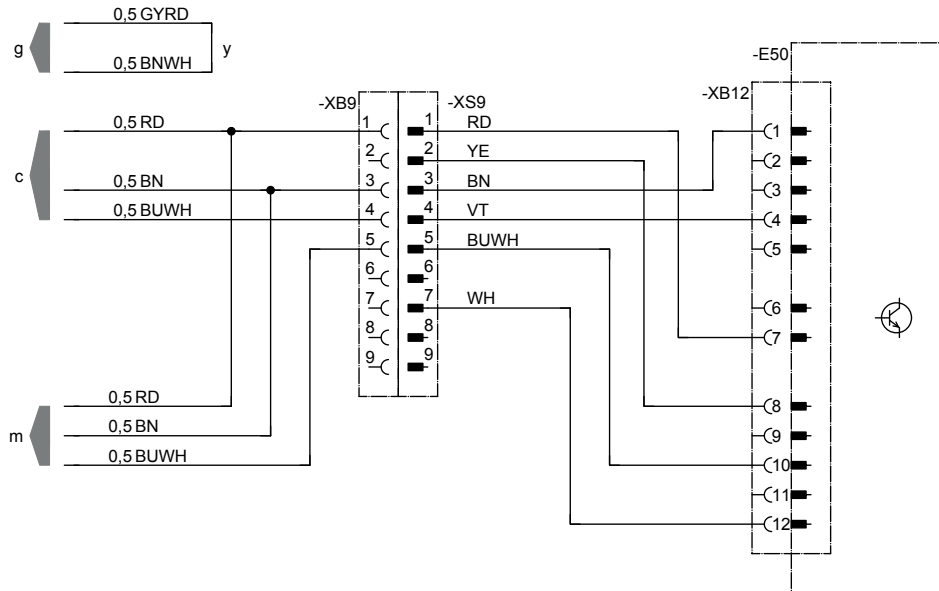 0,5 GYRD
g
y
0,5 BNWH
-E50
-XB12
-XB9
-XS9
0,5 RD
1
1
RD
1
2
2
YE
2
c
0,5 BN
3
3
BN
3
0,5 BUWH
4
4
VT
4
5
5
BUWH
5
6
6
7
7
WH
6
8
8
7
9
9
0,5 RD
8
m
0,5 BN
9
0,5 BUWH
10
11
12